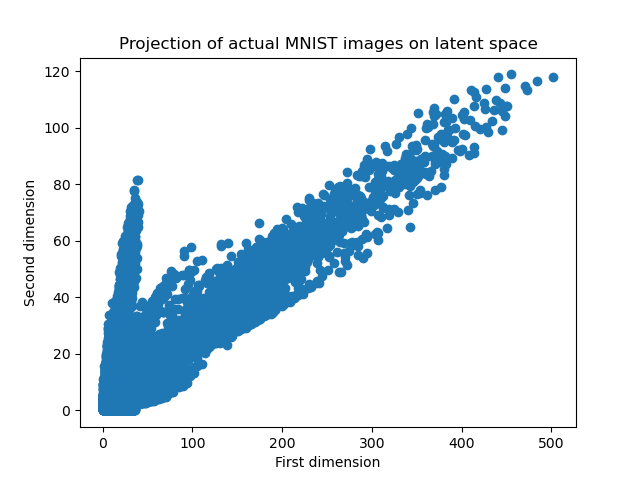 Projection of actual MNIST images on latent space
120
100
80
60
40
20
0
Second dimension
0 100 200 300 400 500
First dimension